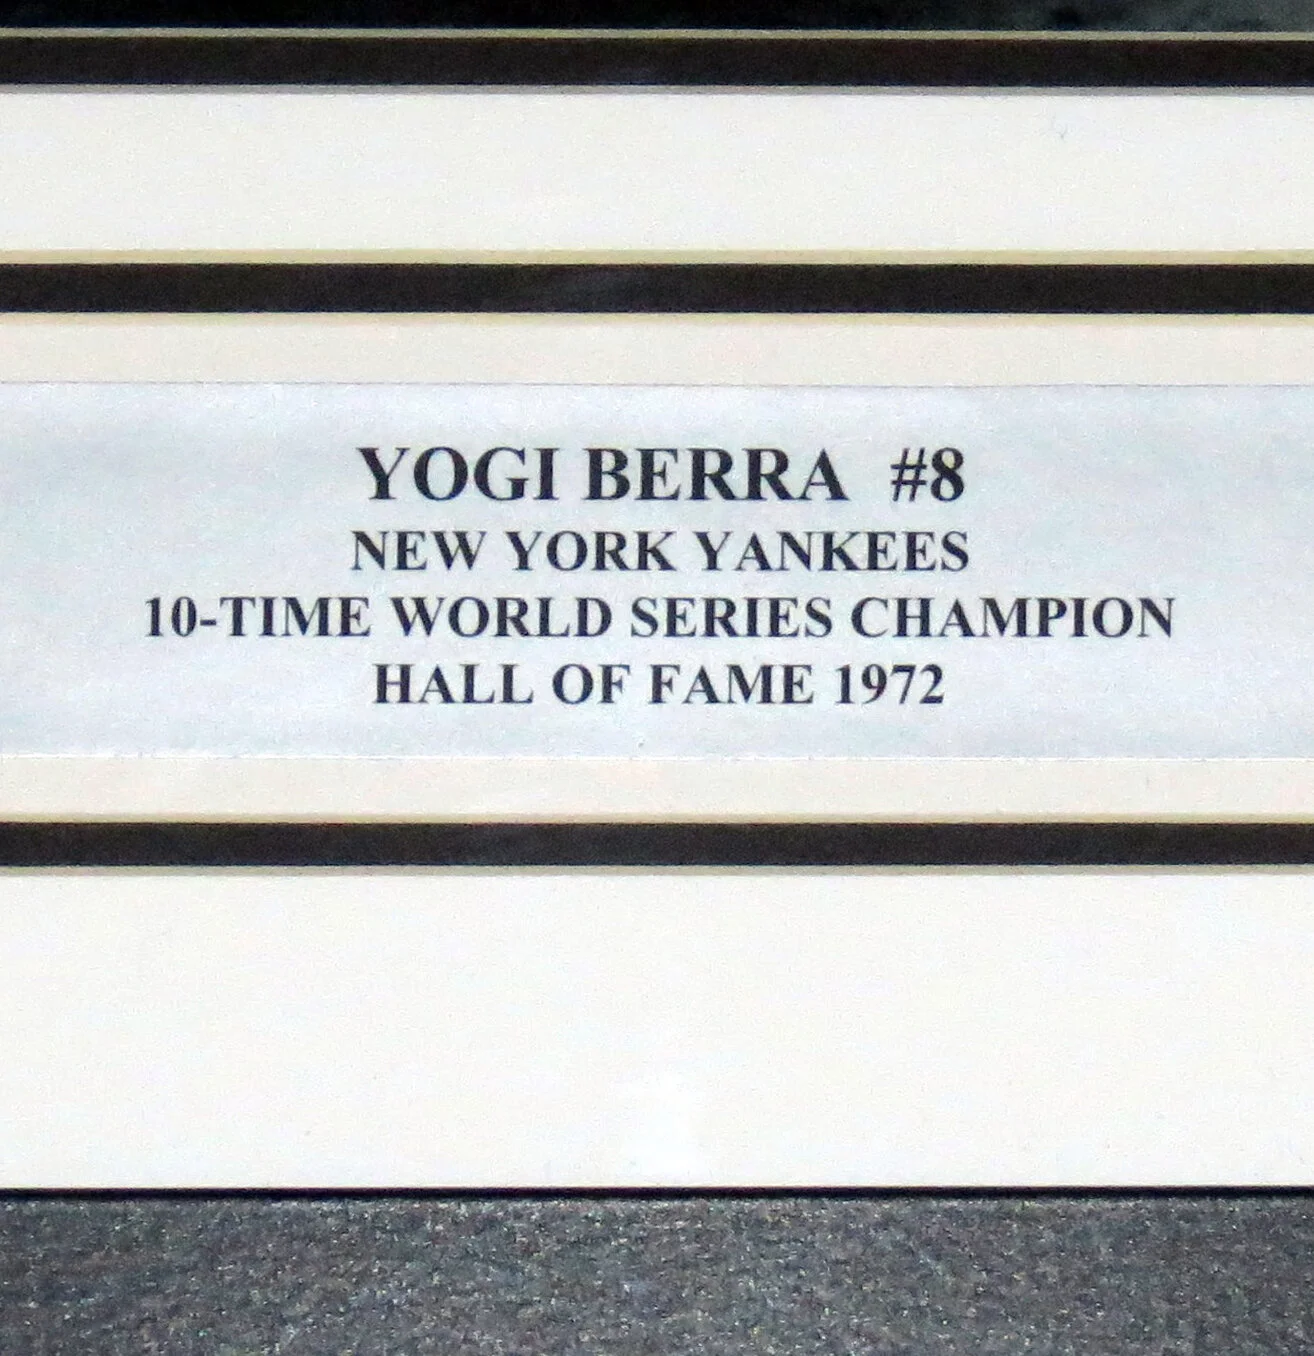 YOGI BERRA #8
NEW YORK YANKEES
10-TIME WORLD SERIES CHAMPION
HALL OF FAME 1972